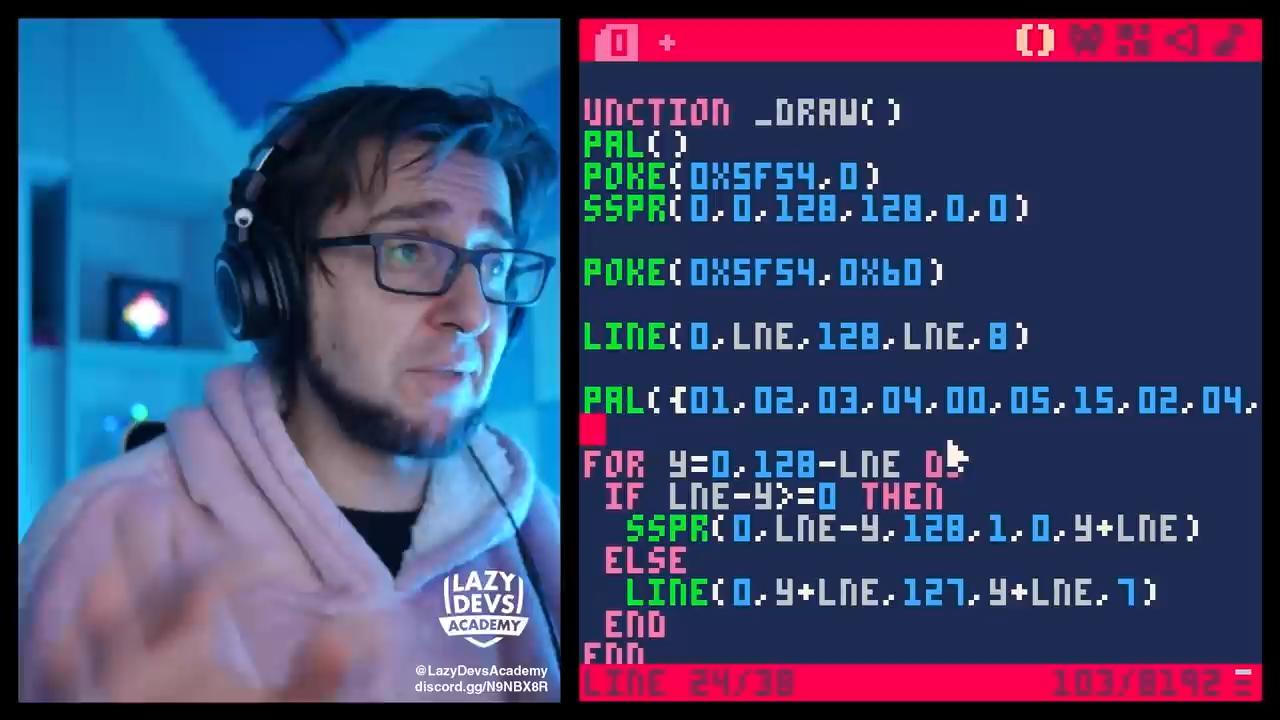 LAZY
DEVS
ACADEMY
@LazyDevsAcademy
discord.gg/N9NBX8R
0 +
UNCTION _DRAW()
PAL()
POKE(0X5F54,0)
SSPR(0,0,128,128,0,0)
POKE(0X5F54,0X60)
LINE(0,LNE,128,LNE,8)
PAL({01,02,03,04,00,05,15,02,04,
FOR Y=0,128-LNE DO
IF LNE-Y>=0 THEN
SSPR(0,LNE-Y,128,1,0,Y+LNE)
ELSE
LINE(0,Y+LNE,127,Y+LNE,7)
END
END
LINE 24/38
103/8192